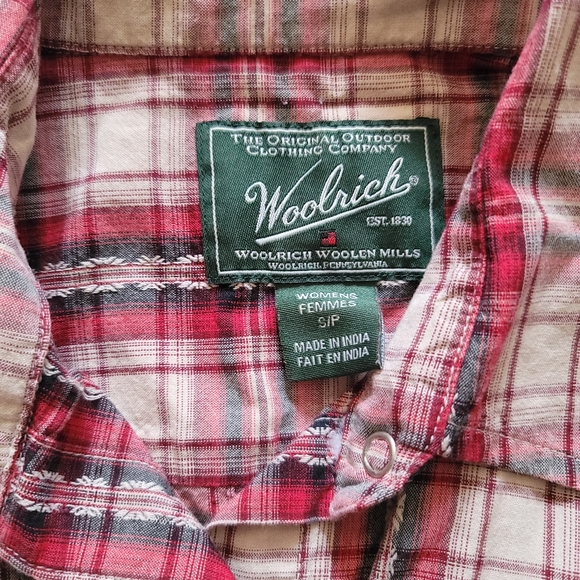 THE ORIGINAL OUTDOOR
CLOTHING COMPANY
Woolrich®
EST. 1830
WOOLRICH WOOLEN MILLS
WOOLRICH, PENNSYLVANIA
WOMENS
FEMMES
S/P
MADE IN INDIA
FAIT EN INDIA